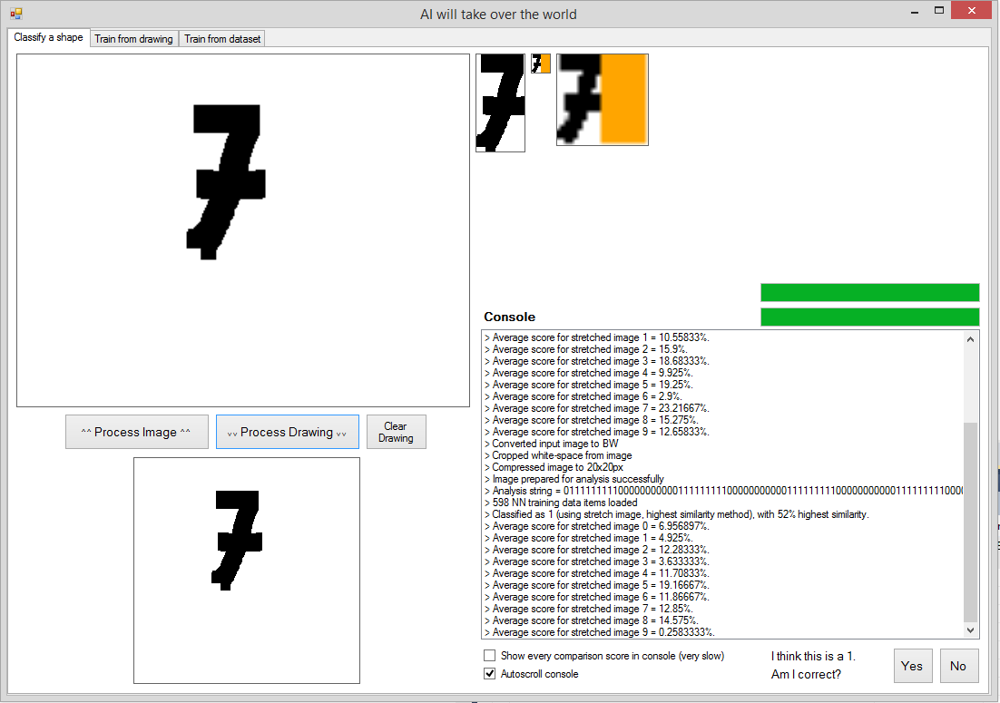 AI will take over the world
Classify a shape
Train from drawing
Train from dataset
7
^^ Process Image ^^
vv Process Drawing vv
Clear
Drawing
7
Console
> Average score for stretched image 1 = 10.55833%.
> Average score for stretched image 2 = 15.9%.
> Average score for stretched image 3 = 18.68333%.
> Average score for stretched image 4 = 9.925%.
> Average score for stretched image 5 = 19.25%.
> Average score for stretched image 6 = 2.9%.
> Average score for stretched image 7 = 23.21667%.
> Average score for stretched image 8 = 15.275%.
> Average score for stretched image 9 = 12.65833%.
> Converted input image to BW
> Cropped white-space from image
> Compressed image to 20x20px
> Image prepared for analysis successfully
> Analysis string =
> 598 NN training data items loaded
> Classified as 1 (using stretch image, highest similarity method), with 52% highest similarity.
> Average score for stretched image 0 = 6.956897%.
> Average score for stretched image 1 = 4.925%.
> Average score for stretched image 2 = 12.28333%.
> Average score for stretched image 3 = 3.633333%.
> Average score for stretched image 4 = 11.70833%.
> Average score for stretched image 5 = 19.16667%.
> Average score for stretched image 6 = 11.86667%.
> Average score for stretched image 7 = 12.85%.
> Average score for stretched image 8 = 14.575%.
> Average score for stretched image 9 = 0.2583333%.
Show every comparison score in console (very slow)
Autoscroll console
I think this is a 1.
Am I correct?
Yes
No